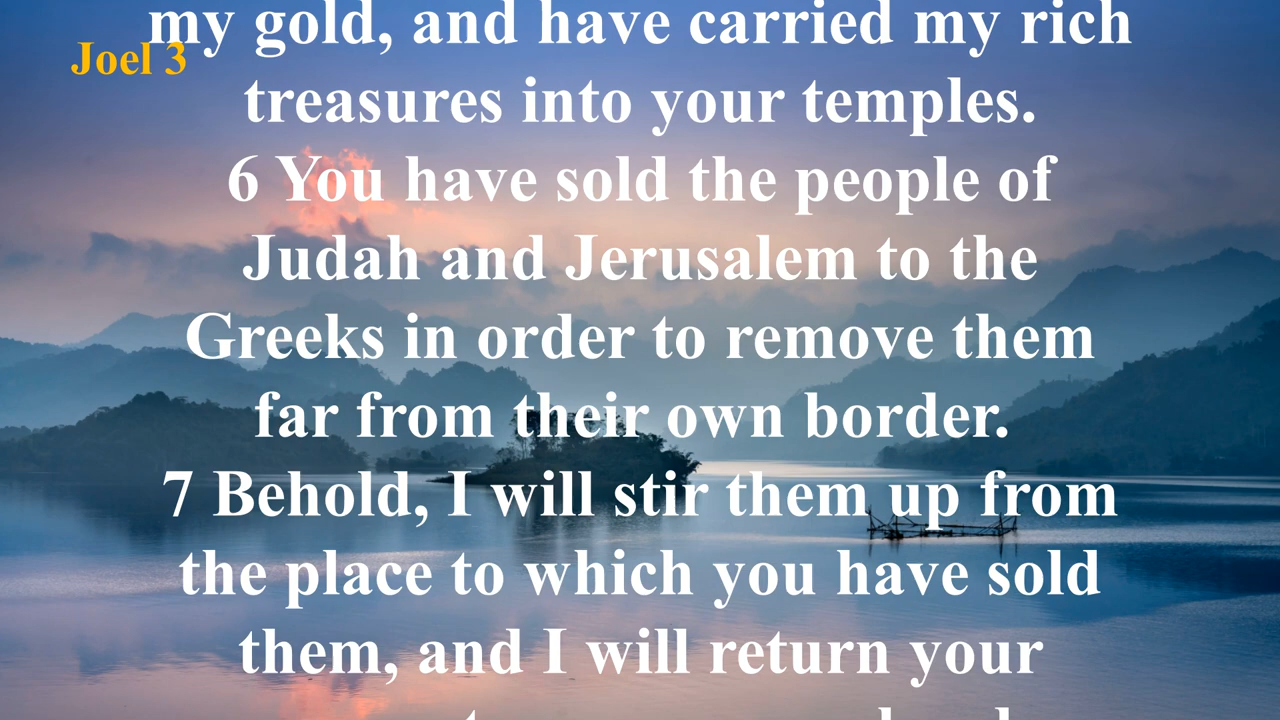 my gold, and have carried my rich
Joel 3
treasures into your temples.
6 You have sold the people of
Judah and Jerusalem to the
Greeks in order to remove them
far from their own border.
7 Behold, I will stir them up from
the place to which you have sold
them, and I will return your